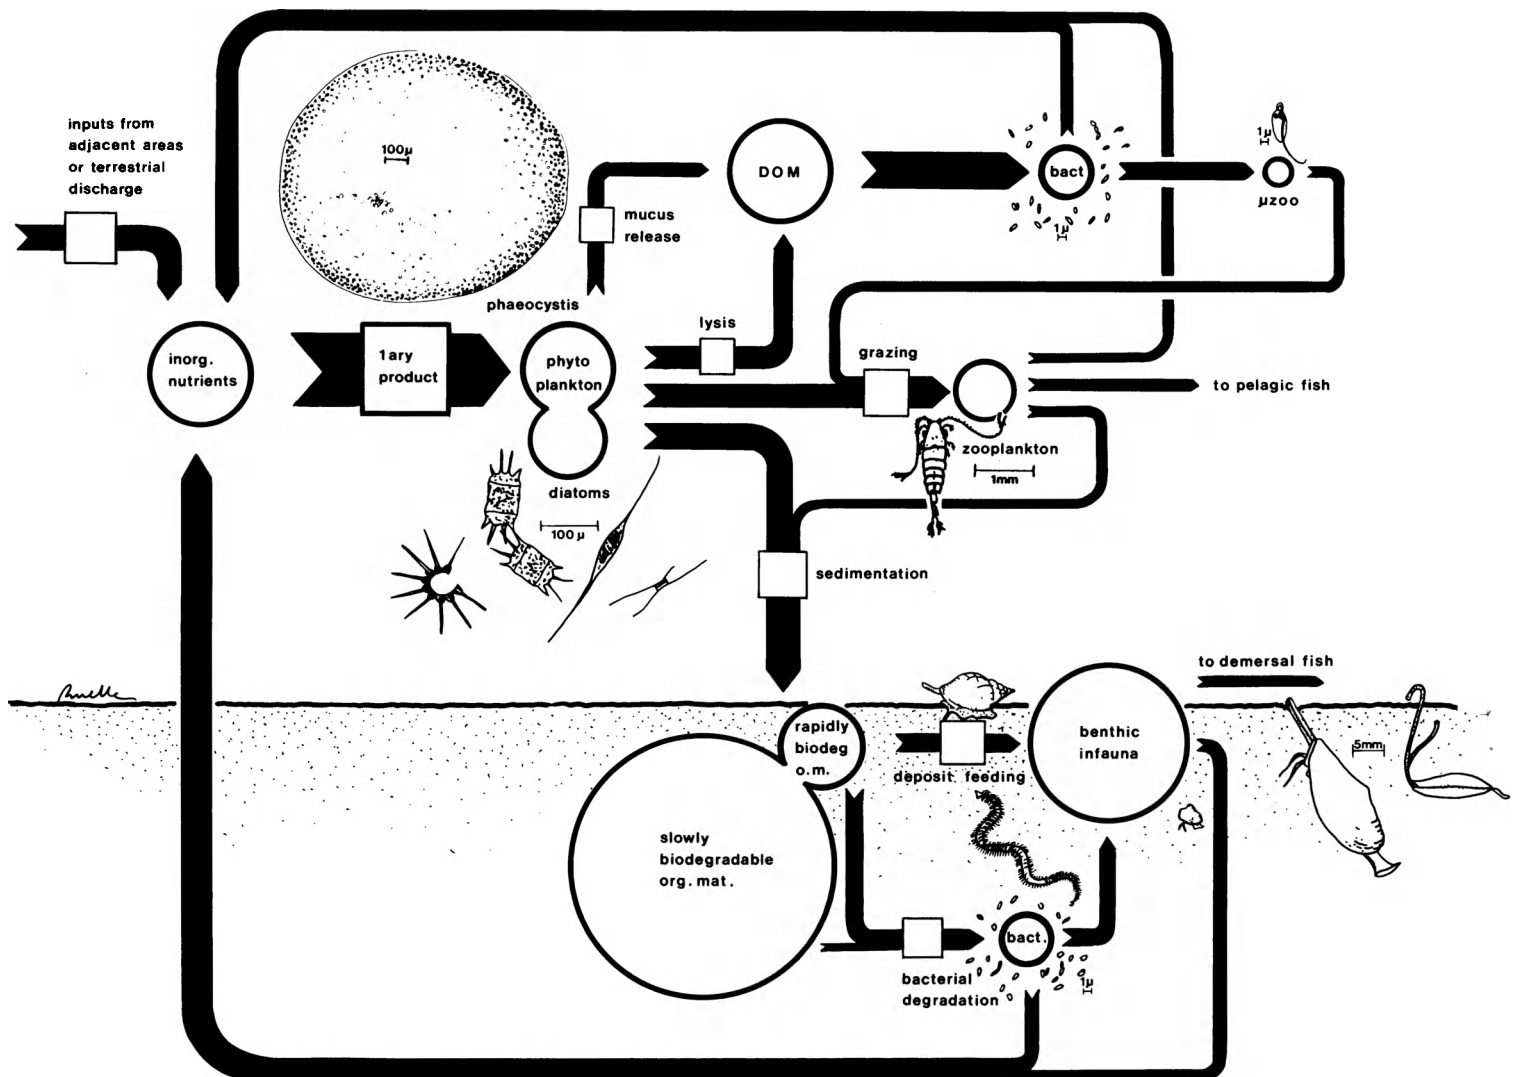 inputs from
adjacent areas
or terrestrial
discharge
100μ
mucus
release
DOM
bact
1μ
1μ
μzoo
phaeocystis
inorg.
nutrients
1ary
product
phyto
plankton
lysis
grazing
to pelagic fish
zooplankton
1mm
diatoms
100 μ
sedimentation
to demersal fish
rapidly
biodeg
o.m.
deposit feeding
benthic
infauna
5mm
slowly
biodegradable
org. mat.
bact.
1μ
bacterial
degradation